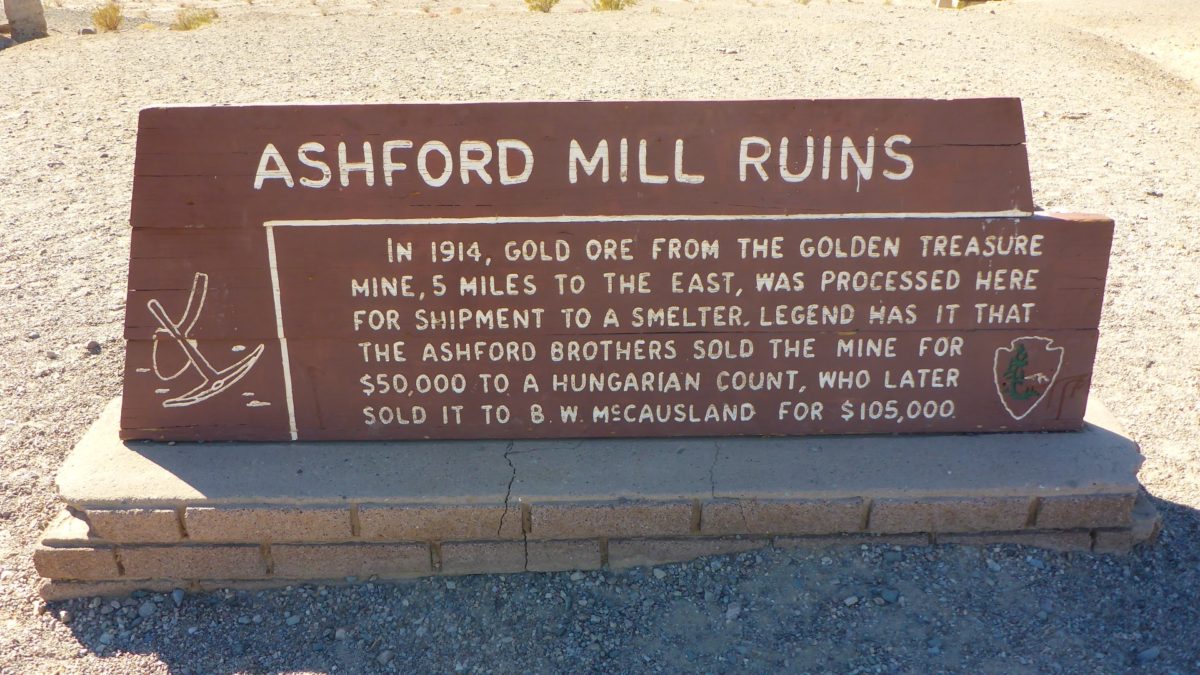 ASHFORD MILL RUINS
IN 1914, GOLD ORE FROM THE GOLDEN TREASURE
MINE, 5 MILES TO THE EAST, WAS PROCESSED HERE
FOR SHIPMENT TO A SMELTER. LEGEND HAS IT THAT
THE ASHFORD BROTHERS SOLD THE MINE FOR
$50,000 TO A HUNGARIAN COUNT, WHO LATER
SOLD IT TO B. W. McCAUSLAND FOR $105,000.